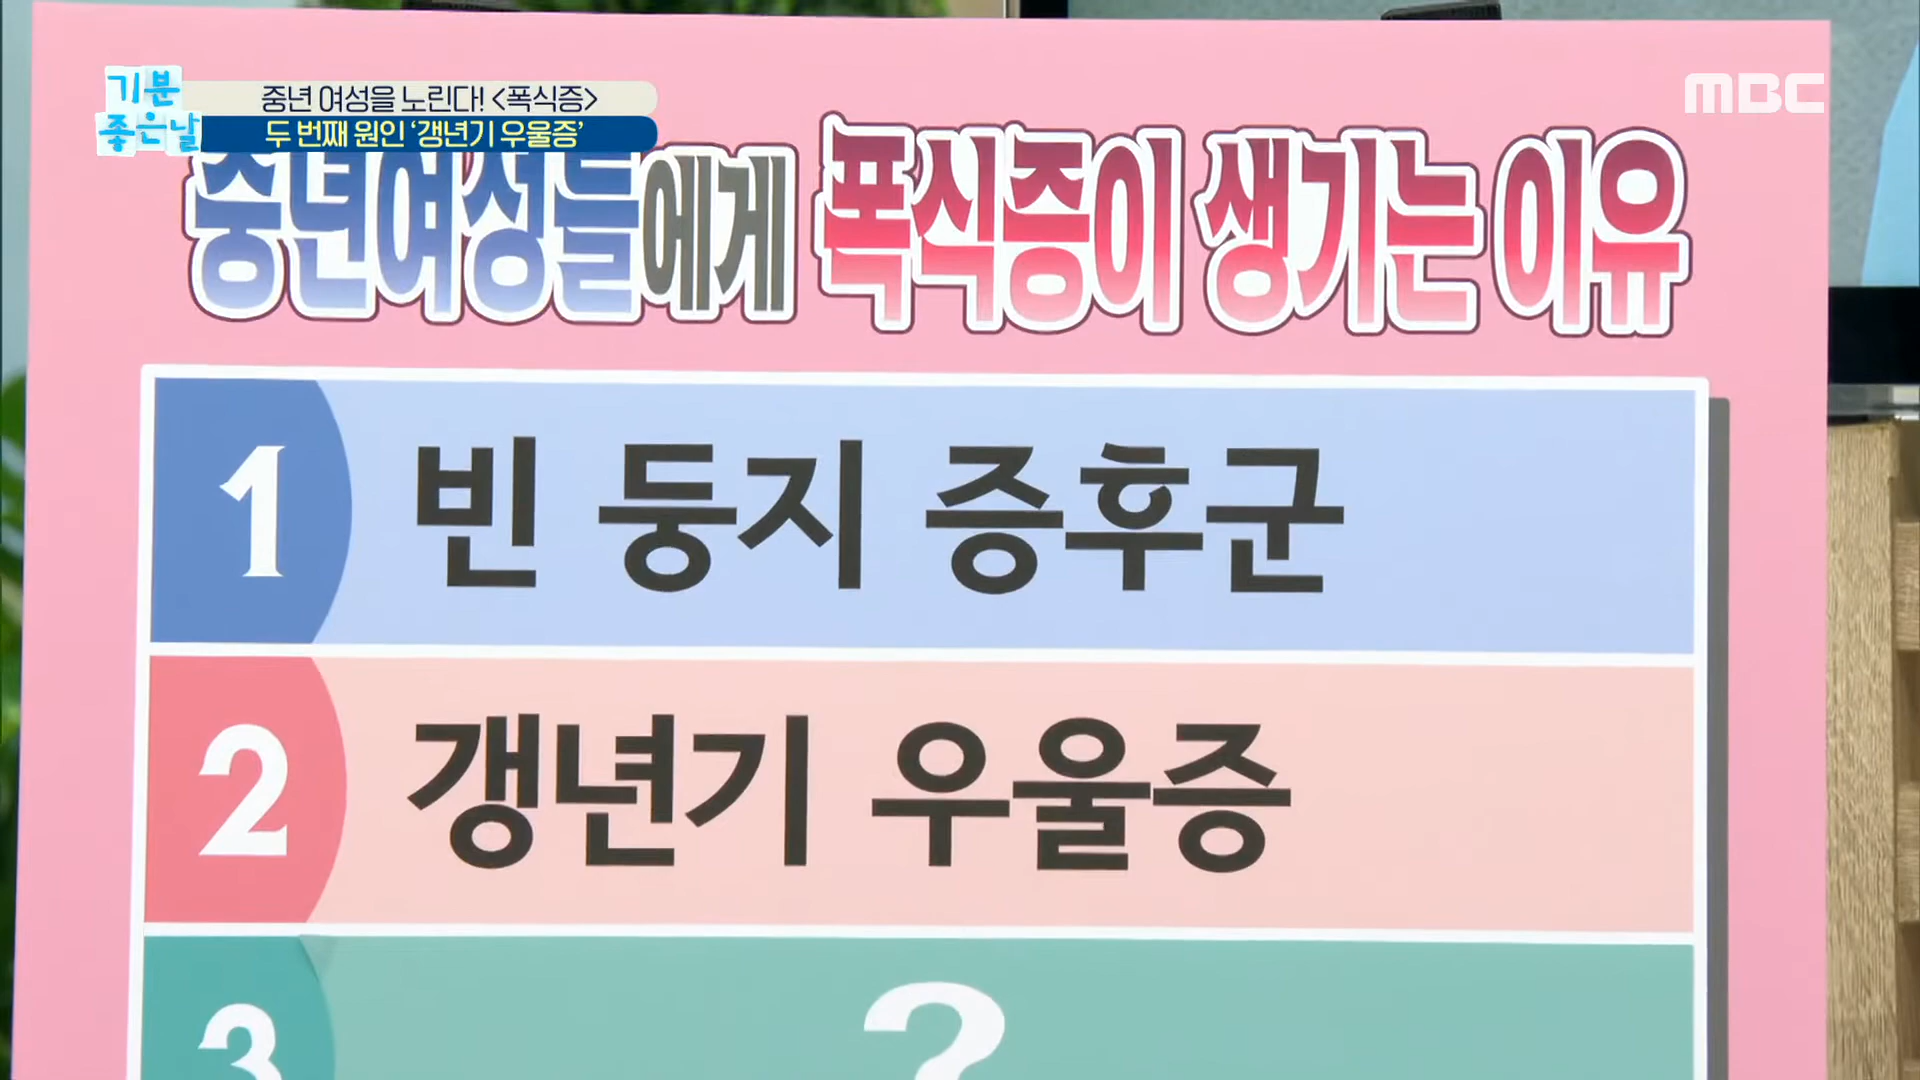 기분
좋은날
중년 여성을 노린다! <폭식증>
두 번째 원인 '갱년기 우울증'
MBC
중년여성들에게 폭식증이 생기는 이유
1 빈 둥지 증후군
2 갱년기 우울증
3 ?